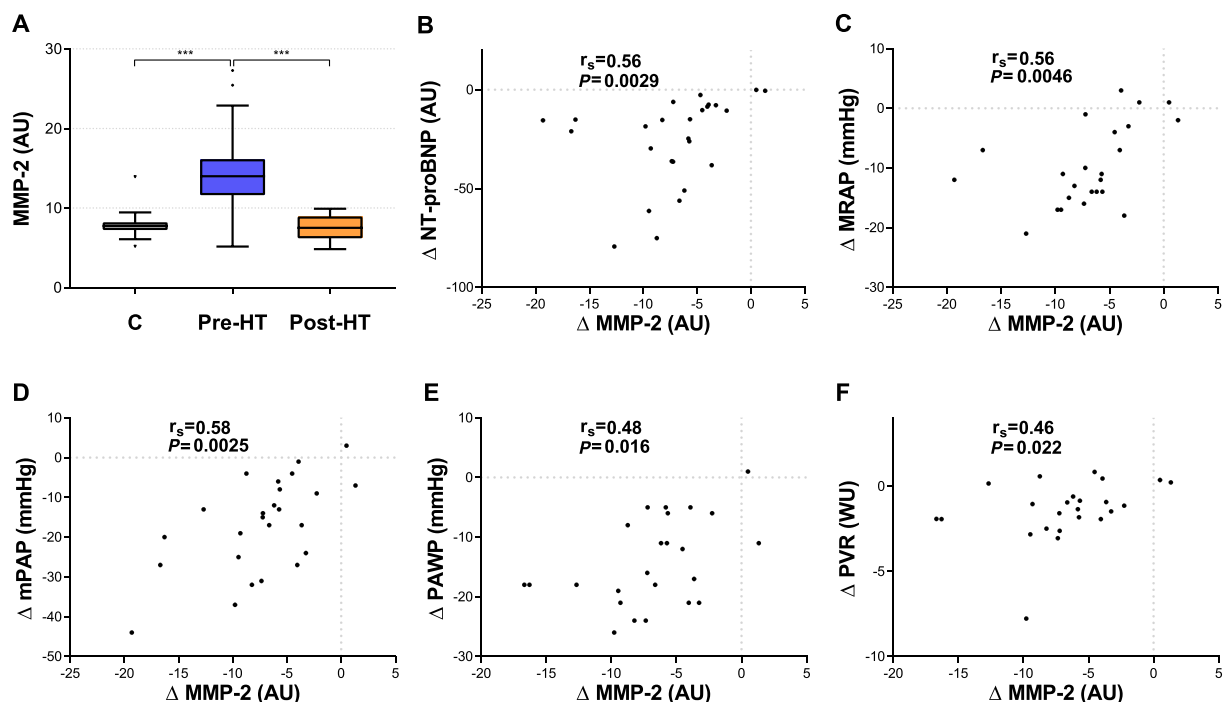 A
MMP-2 (AU)
30
20
10
0
***
***
C
Pre-HT
Post-HT
B
Δ NT-proBNP (AU)
0
-50
-100
rs=0.56
P=0.0029
-25
-20
-15
-10
-5
0
5
Δ MMP-2 (AU)
C
Δ MRAP (mmHg)
10
0
-10
-20
-30
rs=0.56
P=0.0046
-25
-20
-15
-10
-5
0
5
Δ MMP-2 (AU)
D
Δ mPAP (mmHg)
10
0
-10
-20
-30
-40
-50
rs=0.58
P=0.0025
-25
-20
-15
-10
-5
0
5
Δ MMP-2 (AU)
E
Δ PAWP (mmHg)
10
0
-10
-20
-30
rs=0.48
P=0.016
-20
-15
-10
-5
0
5
Δ MMP-2 (AU)
F
Δ PVR (WU)
0
-5
-10
rs=0.46
P=0.022
-20
-15
-10
-5
0
5
Δ MMP-2 (AU)